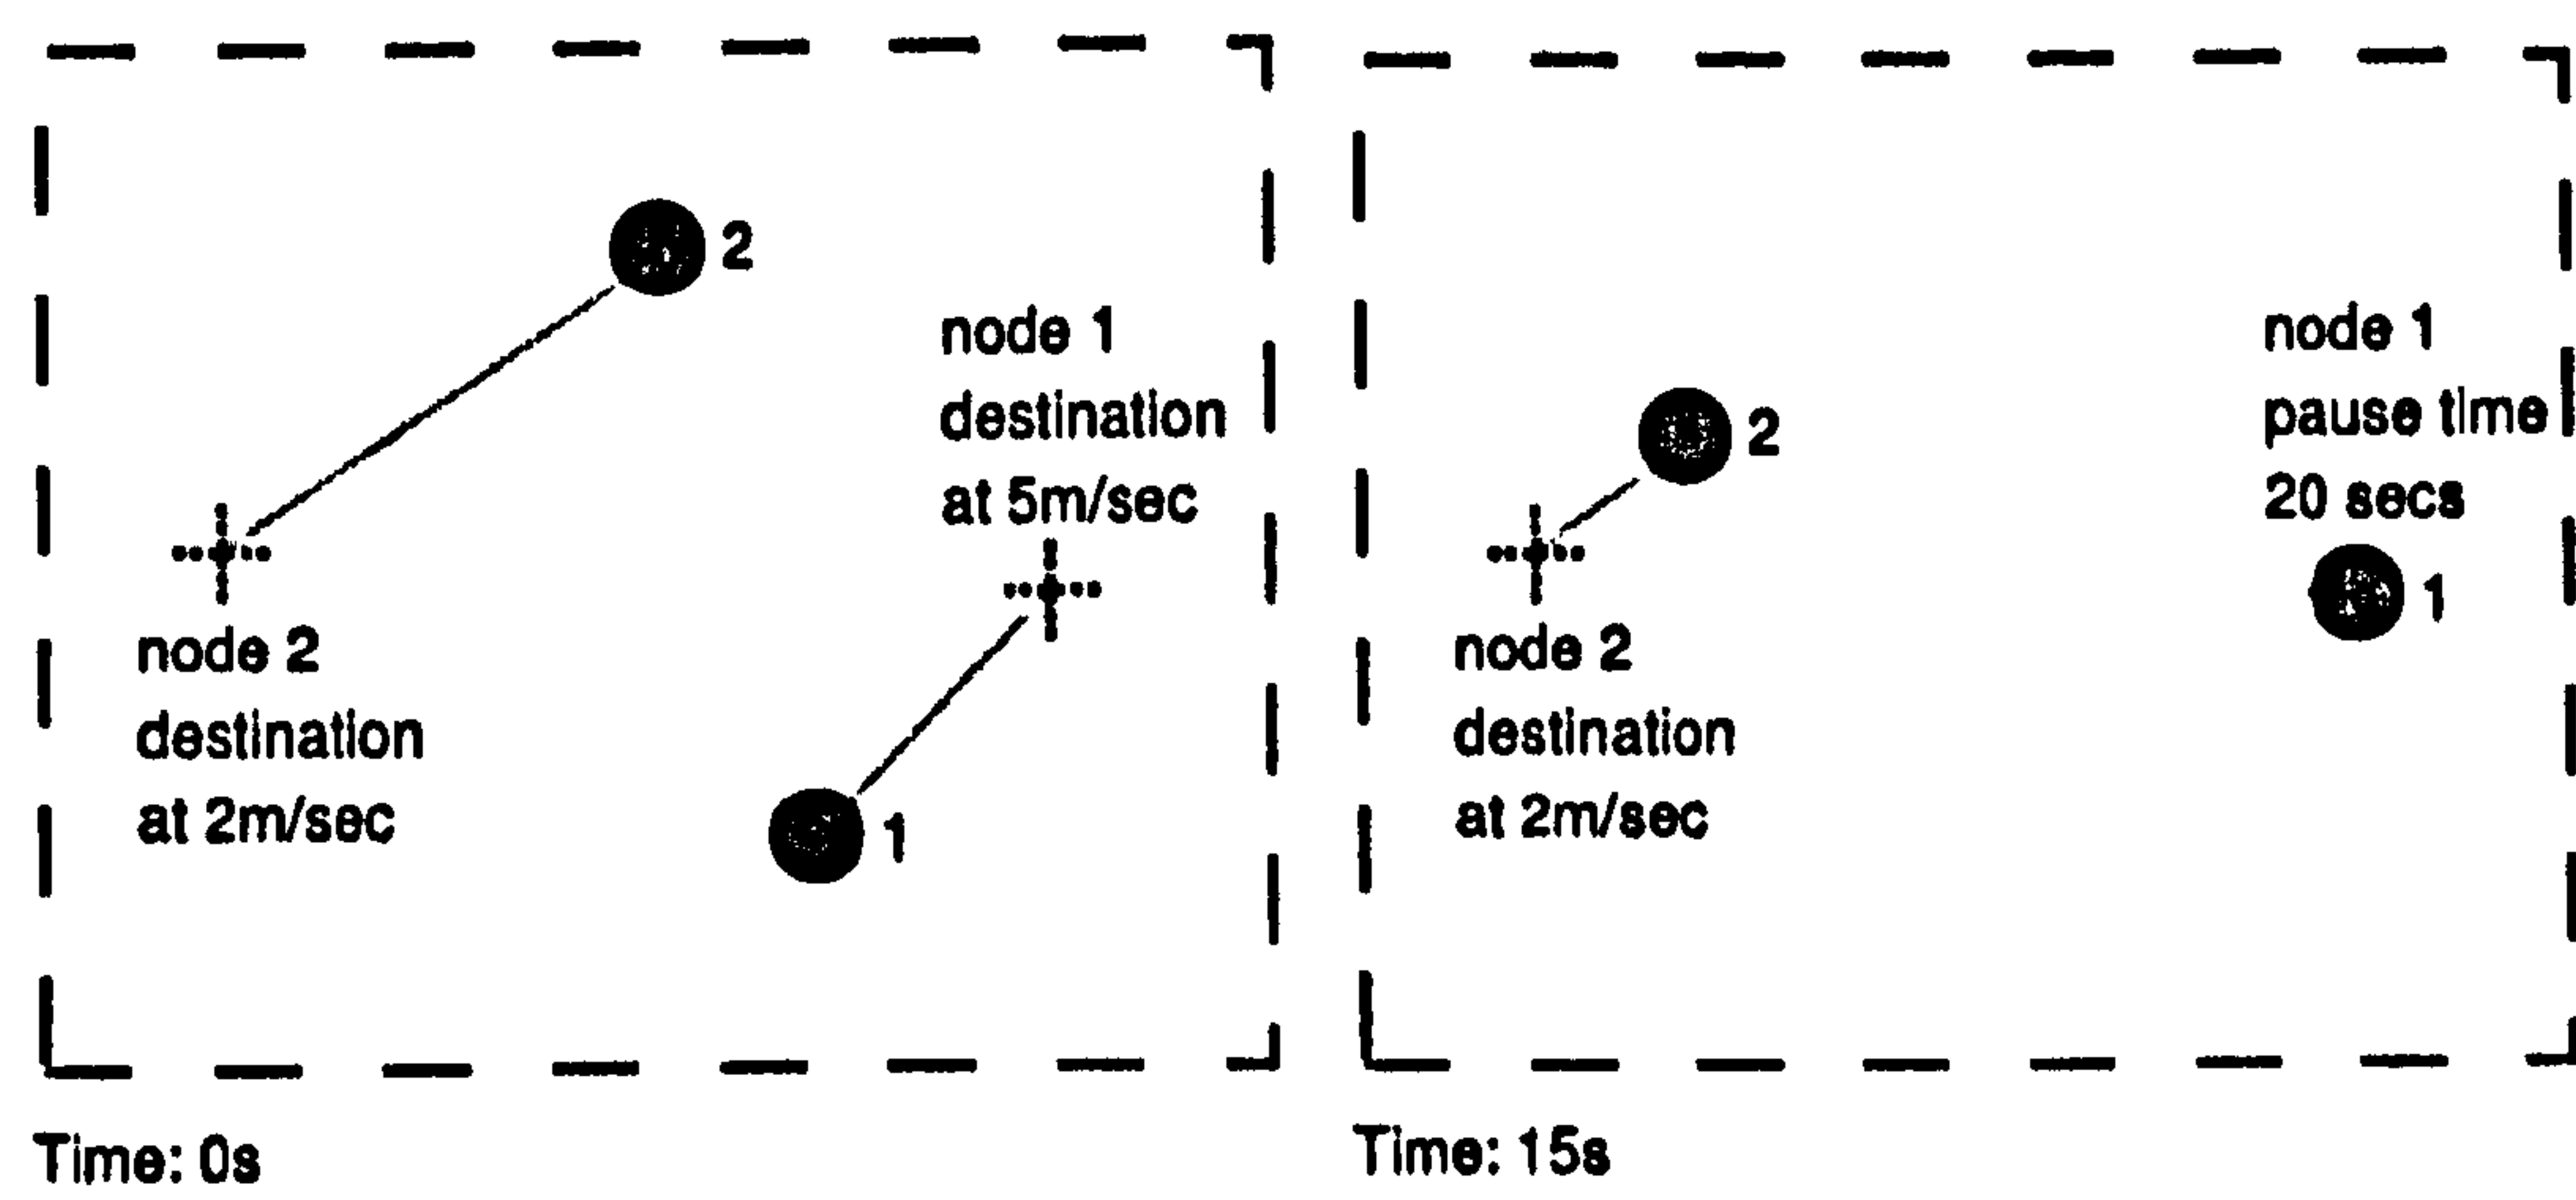 2
node 1
destination
at 5m/sec
node 2
destination
at 2m/sec
1
Time: 0s
node 1
pause time
20 secs
2
1
node 2
destination
at 2m/sec
Time: 15s